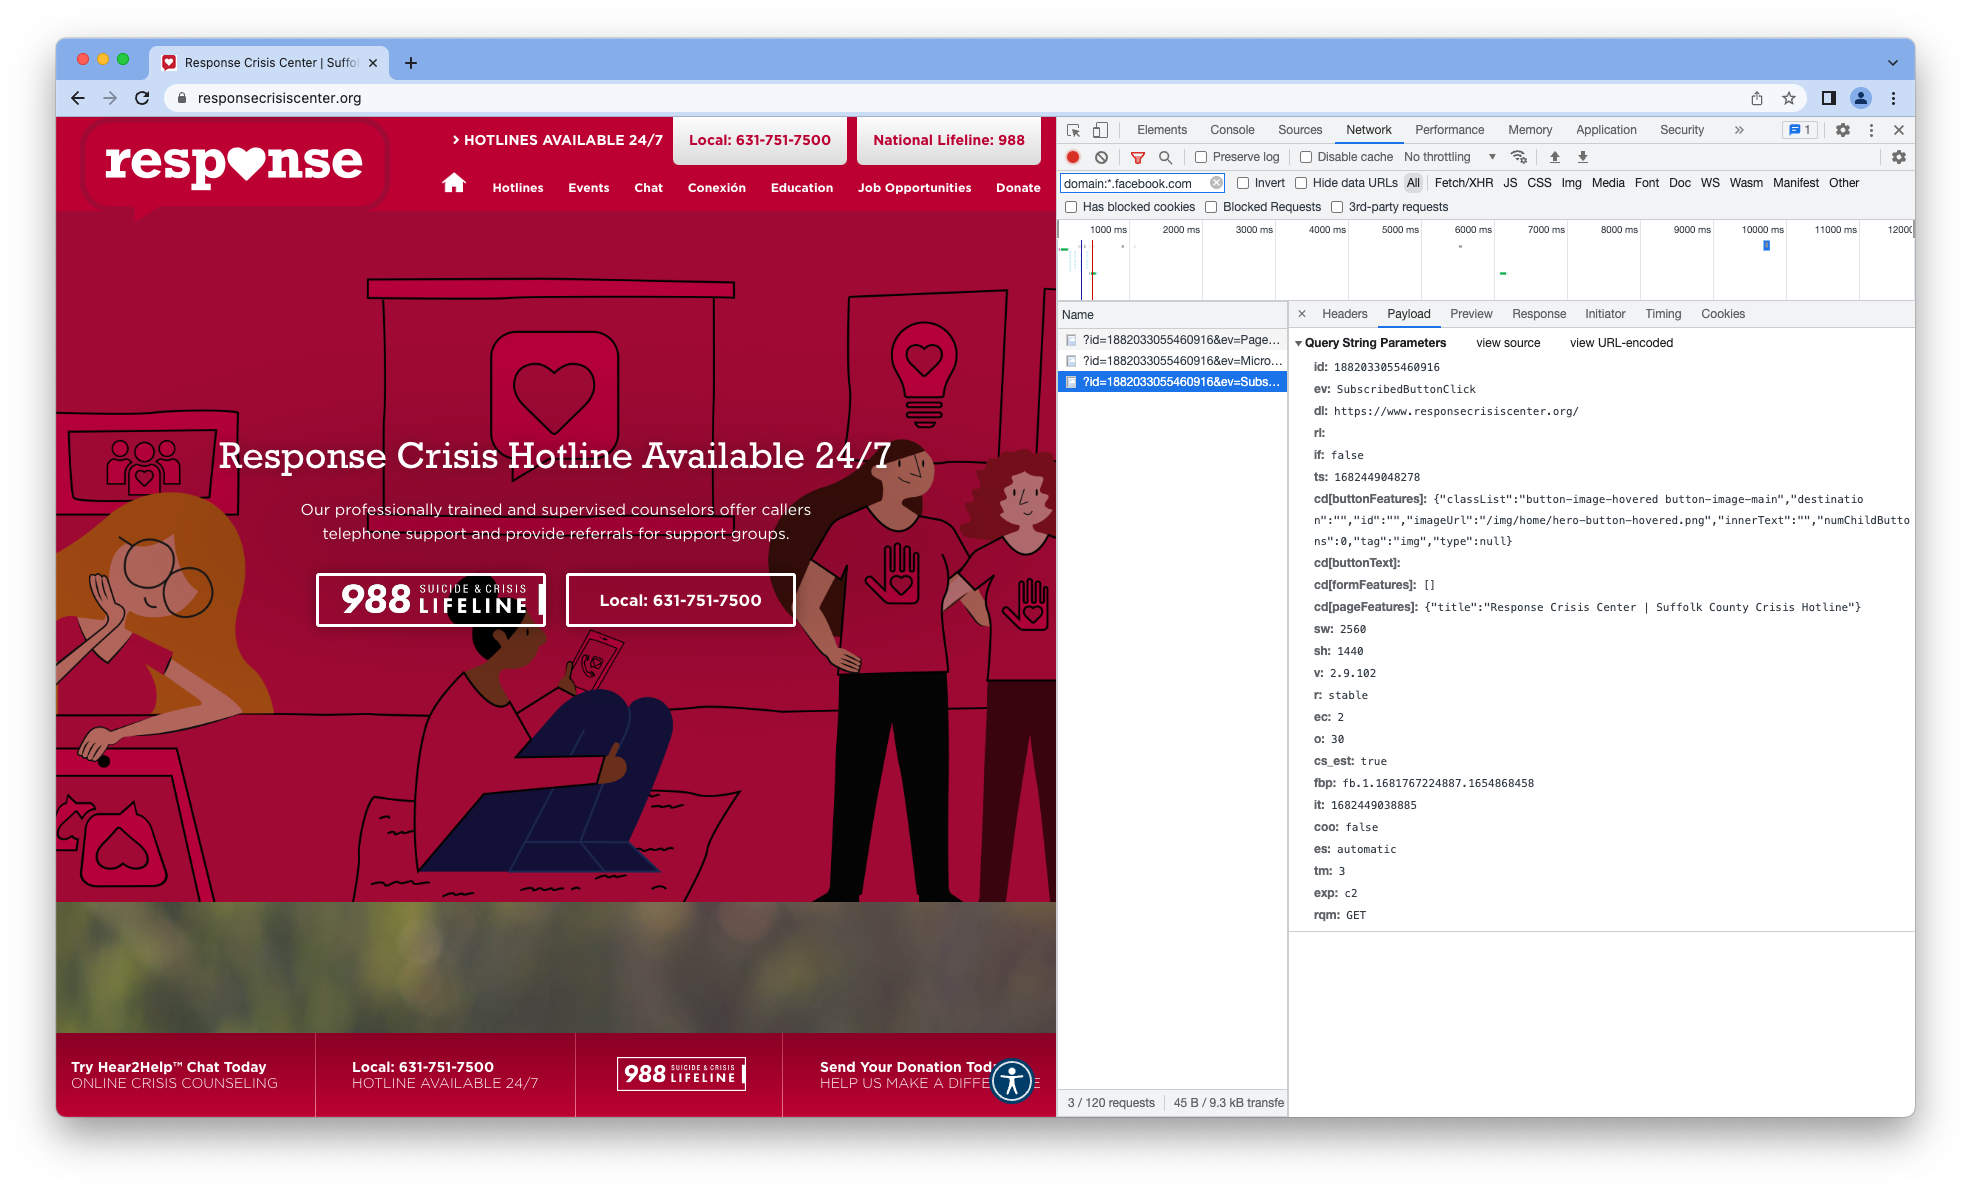 Response Crisis Center | Suffo
responsecrisiscenter.org
response
HOTLINES AVAILABLE 24/7
Local: 631-751-7500
National Lifeline: 988
Hotlines Events Chat Conexión Education Job Opportunities Donate
Response Crisis Hotline Available 24/7
Our professionally trained and supervised counselors offer callers
telephone support and provide referrals for support groups.
988 SUICIDE & CRISIS
LIFELINE
Local: 631-751-7500
Try Hear2Help™ Chat Today
ONLINE CRISIS COUNSELING
Local: 631-751-7500
HOTLINE AVAILABLE 24/7
988 SUICIDE & CRISIS
LIFELINE
Send Your Donation Tod
HELP US MAKE A DIFFE E
Elements Console Sources Network Performance Memory Application Security » 1
Preserve log Disable cache No throttling
domain:*.facebook.com Invert Hide data URLs All Fetch/XHR JS CSS Img Media Font Doc WS Wasm Manifest Other
Has blocked cookies Blocked Requests 3rd-party requests
1000 ms 2000 ms 3000 ms 4000 ms 5000 ms 6000 ms 7000 ms 8000 ms 9000 ms 10000 ms 11000 ms 1200
Name
?id=1882033055460916&ev=Page...
?id=1882033055460916&ev=Micro...
?id=1882033055460916&ev=Subs...
3 / 120 requests 45 B / 9.3 kB transfe
Headers Payload Preview Response Initiator Timing Cookies
Query String Parameters view source view URL-encoded
id: 1882033055460916
ev: SubscribedButtonClick
dl: https://www.responsecrisiscenter.org/
rl:
if: false
ts: 1682449048278
cd[buttonFeatures]: {"classList":"button-image-hovered button-image-main","destinatio
n":"","id":"","imageUrl":"/img/home/hero-button-hovered.png","innerText":"","numChildButto
ns":0,"tag":"img","type":null}
cd[buttonText]:
cd[formFeatures]: []
cd[pageFeatures]: {"title":"Response Crisis Center | Suffolk County Crisis Hotline"}
sw: 2560
sh: 1440
v: 2.9.102
r: stable
ec: 2
o: 30
cs_est: true
fbp: fb.1.1681767224887.1654868458
it: 1682449038885
coo: false
es: automatic
tm: 3
exp: c2
rqm: GET